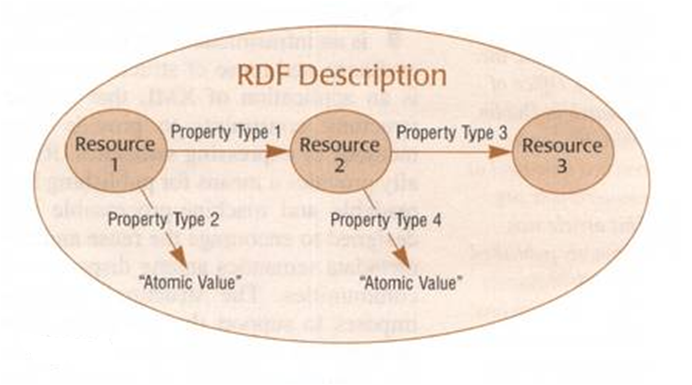 RDF Description
Resource
1
Property Type 1
Resource
2
Property Type 3
Resource
3
Property Type 2
Property Type 4
"Atomic Value"
"Atomic Value"